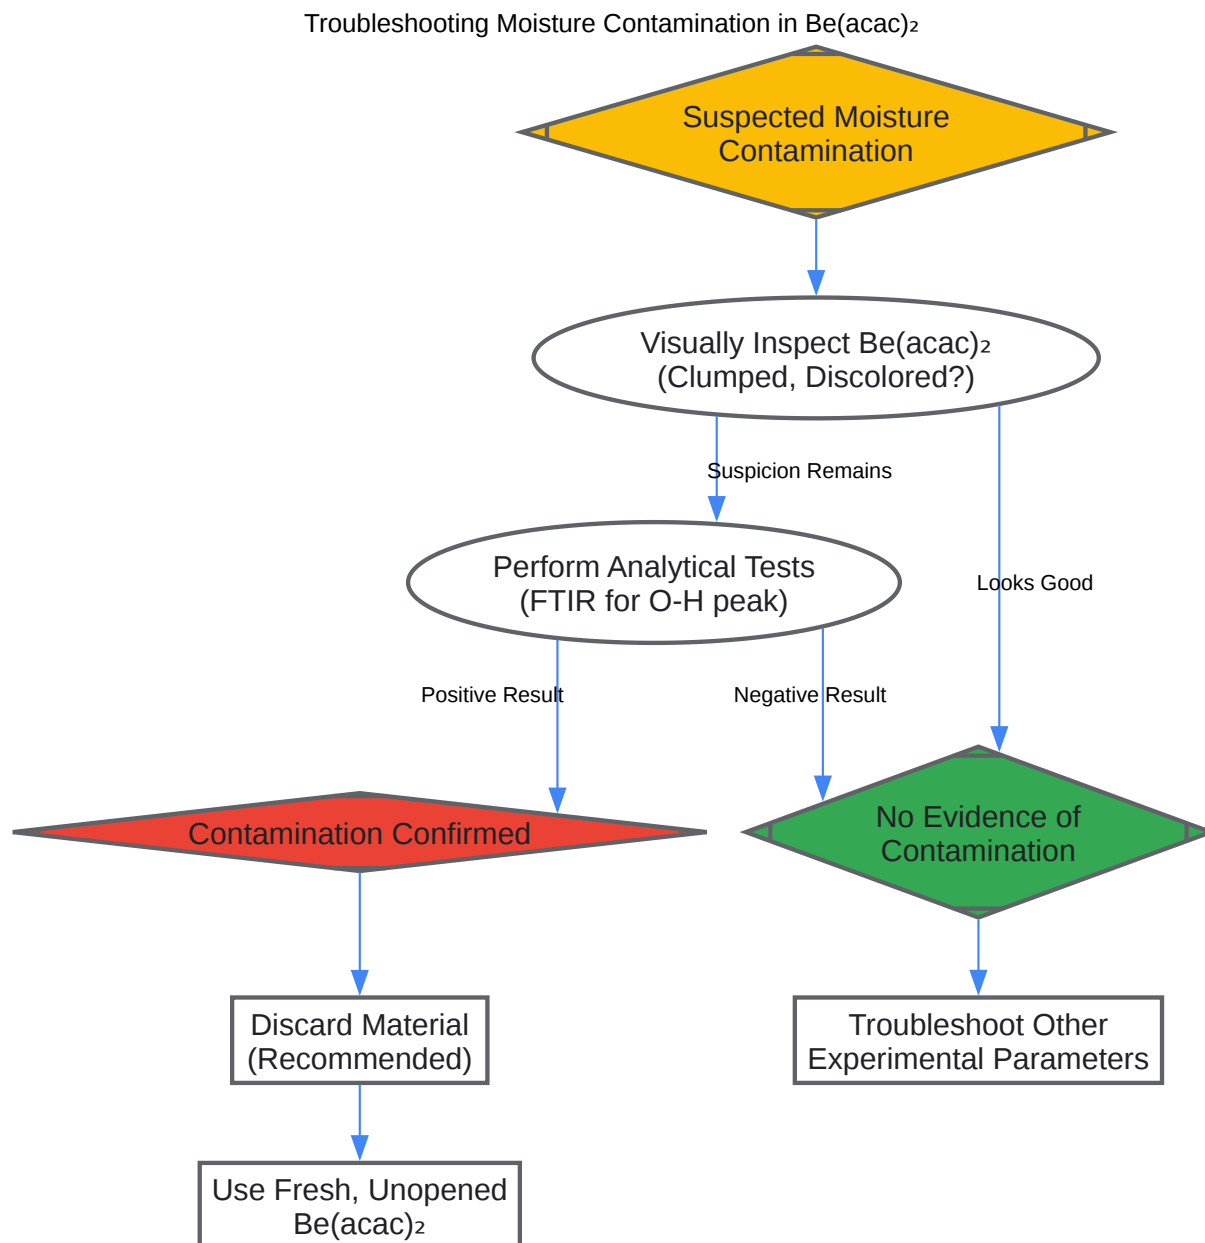 Troubleshooting Moisture Contamination in Be(acac)₂
Suspected Moisture
Contamination
Visually Inspect Be(acac)₂
(Clumped, Discolored?)
Suspicion Remains
Perform Analytical Tests
(FTIR for O-H peak)
Looks Good
Positive Result
Negative Result
Contamination Confirmed
No Evidence of
Contamination
Discard Material
(Recommended)
Troubleshoot Other
Experimental Parameters
Use Fresh, Unopened
Be(acac)₂